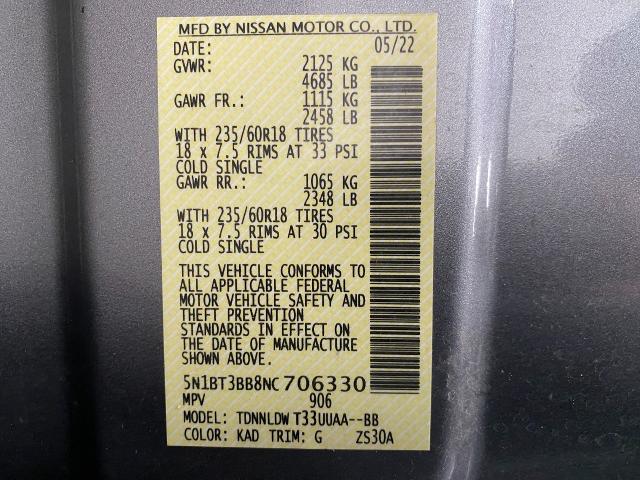 MFD BY NISSAN MOTOR CO., LTD.
DATE: 05/22
GVWR: 2125 KG
4685 LB
GAWR FR.: 1115 KG
2458 LB
WITH 235/60R18 TIRES
18 x 7.5 RIMS AT 33 PSI
COLD SINGLE
GAWR RR.: 1065 KG
2348 LB
WITH 235/60R18 TIRES
18 x 7.5 RIMS AT 30 PSI
COLD SINGLE
THIS VEHICLE CONFORMS TO
ALL APPLICABLE FEDERAL
MOTOR VEHICLE SAFETY AND
THEFT PREVENTION
STANDARDS IN EFFECT ON
THE DATE OF MANUFACTURE
SHOWN ABOVE.
5N1BT3BB8NC706330
MPV 906
MODEL: TDNNLDW T33UUAA--BB
COLOR: KAD TRIM: G ZS30A